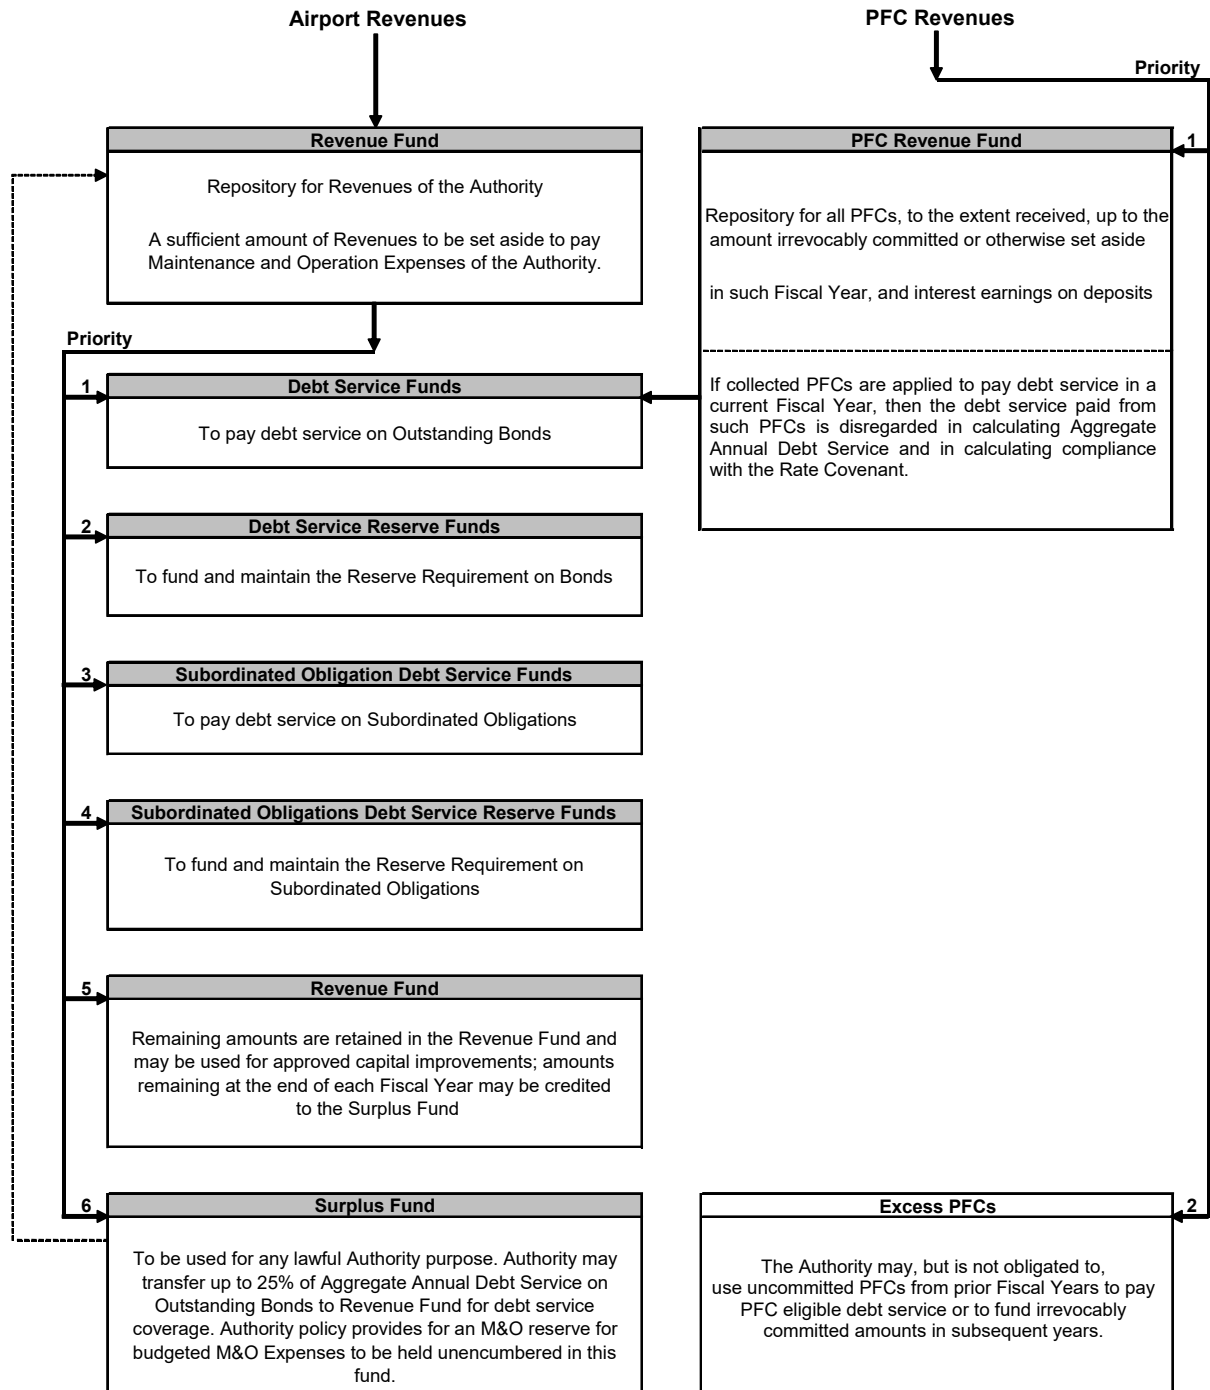 Airport Revenues
PFC Revenues
Priority
Revenue Fund
Repository for Revenues of the Authority
A sufficient amount of Revenues to be set aside to pay
Maintenance and Operation Expenses of the Authority.
PFC Revenue Fund
1
Repository for all PFCs, to the extent received, up to the
amount irrevocably committed or otherwise set aside
in such Fiscal Year, and interest earnings on deposits
If collected PFCs are applied to pay debt service in a
current Fiscal Year, then the debt service paid from
such PFCs is disregarded in calculating Aggregate
Annual Debt Service and in calculating compliance
with the Rate Covenant.
Priority
1
Debt Service Funds
To pay debt service on Outstanding Bonds
2
Debt Service Reserve Funds
To fund and maintain the Reserve Requirement on Bonds
3
Subordinated Obligation Debt Service Funds
To pay debt service on Subordinated Obligations
4
Subordinated Obligations Debt Service Reserve Funds
To fund and maintain the Reserve Requirement on
Subordinated Obligations
5
Revenue Fund
Remaining amounts are retained in the Revenue Fund and
may be used for approved capital improvements; amounts
remaining at the end of each Fiscal Year may be credited
to the Surplus Fund
6
Surplus Fund
To be used for any lawful Authority purpose. Authority may
transfer up to 25% of Aggregate Annual Debt Service on
Outstanding Bonds to Revenue Fund for debt service
coverage. Authority policy provides for an M&O reserve for
budgeted M&O Expenses to be held unencumbered in this
fund.
Excess PFCs
2
The Authority may, but is not obligated to,
use uncommitted PFCs from prior Fiscal Years to pay
PFC eligible debt service or to fund irrevocably
committed amounts in subsequent years.